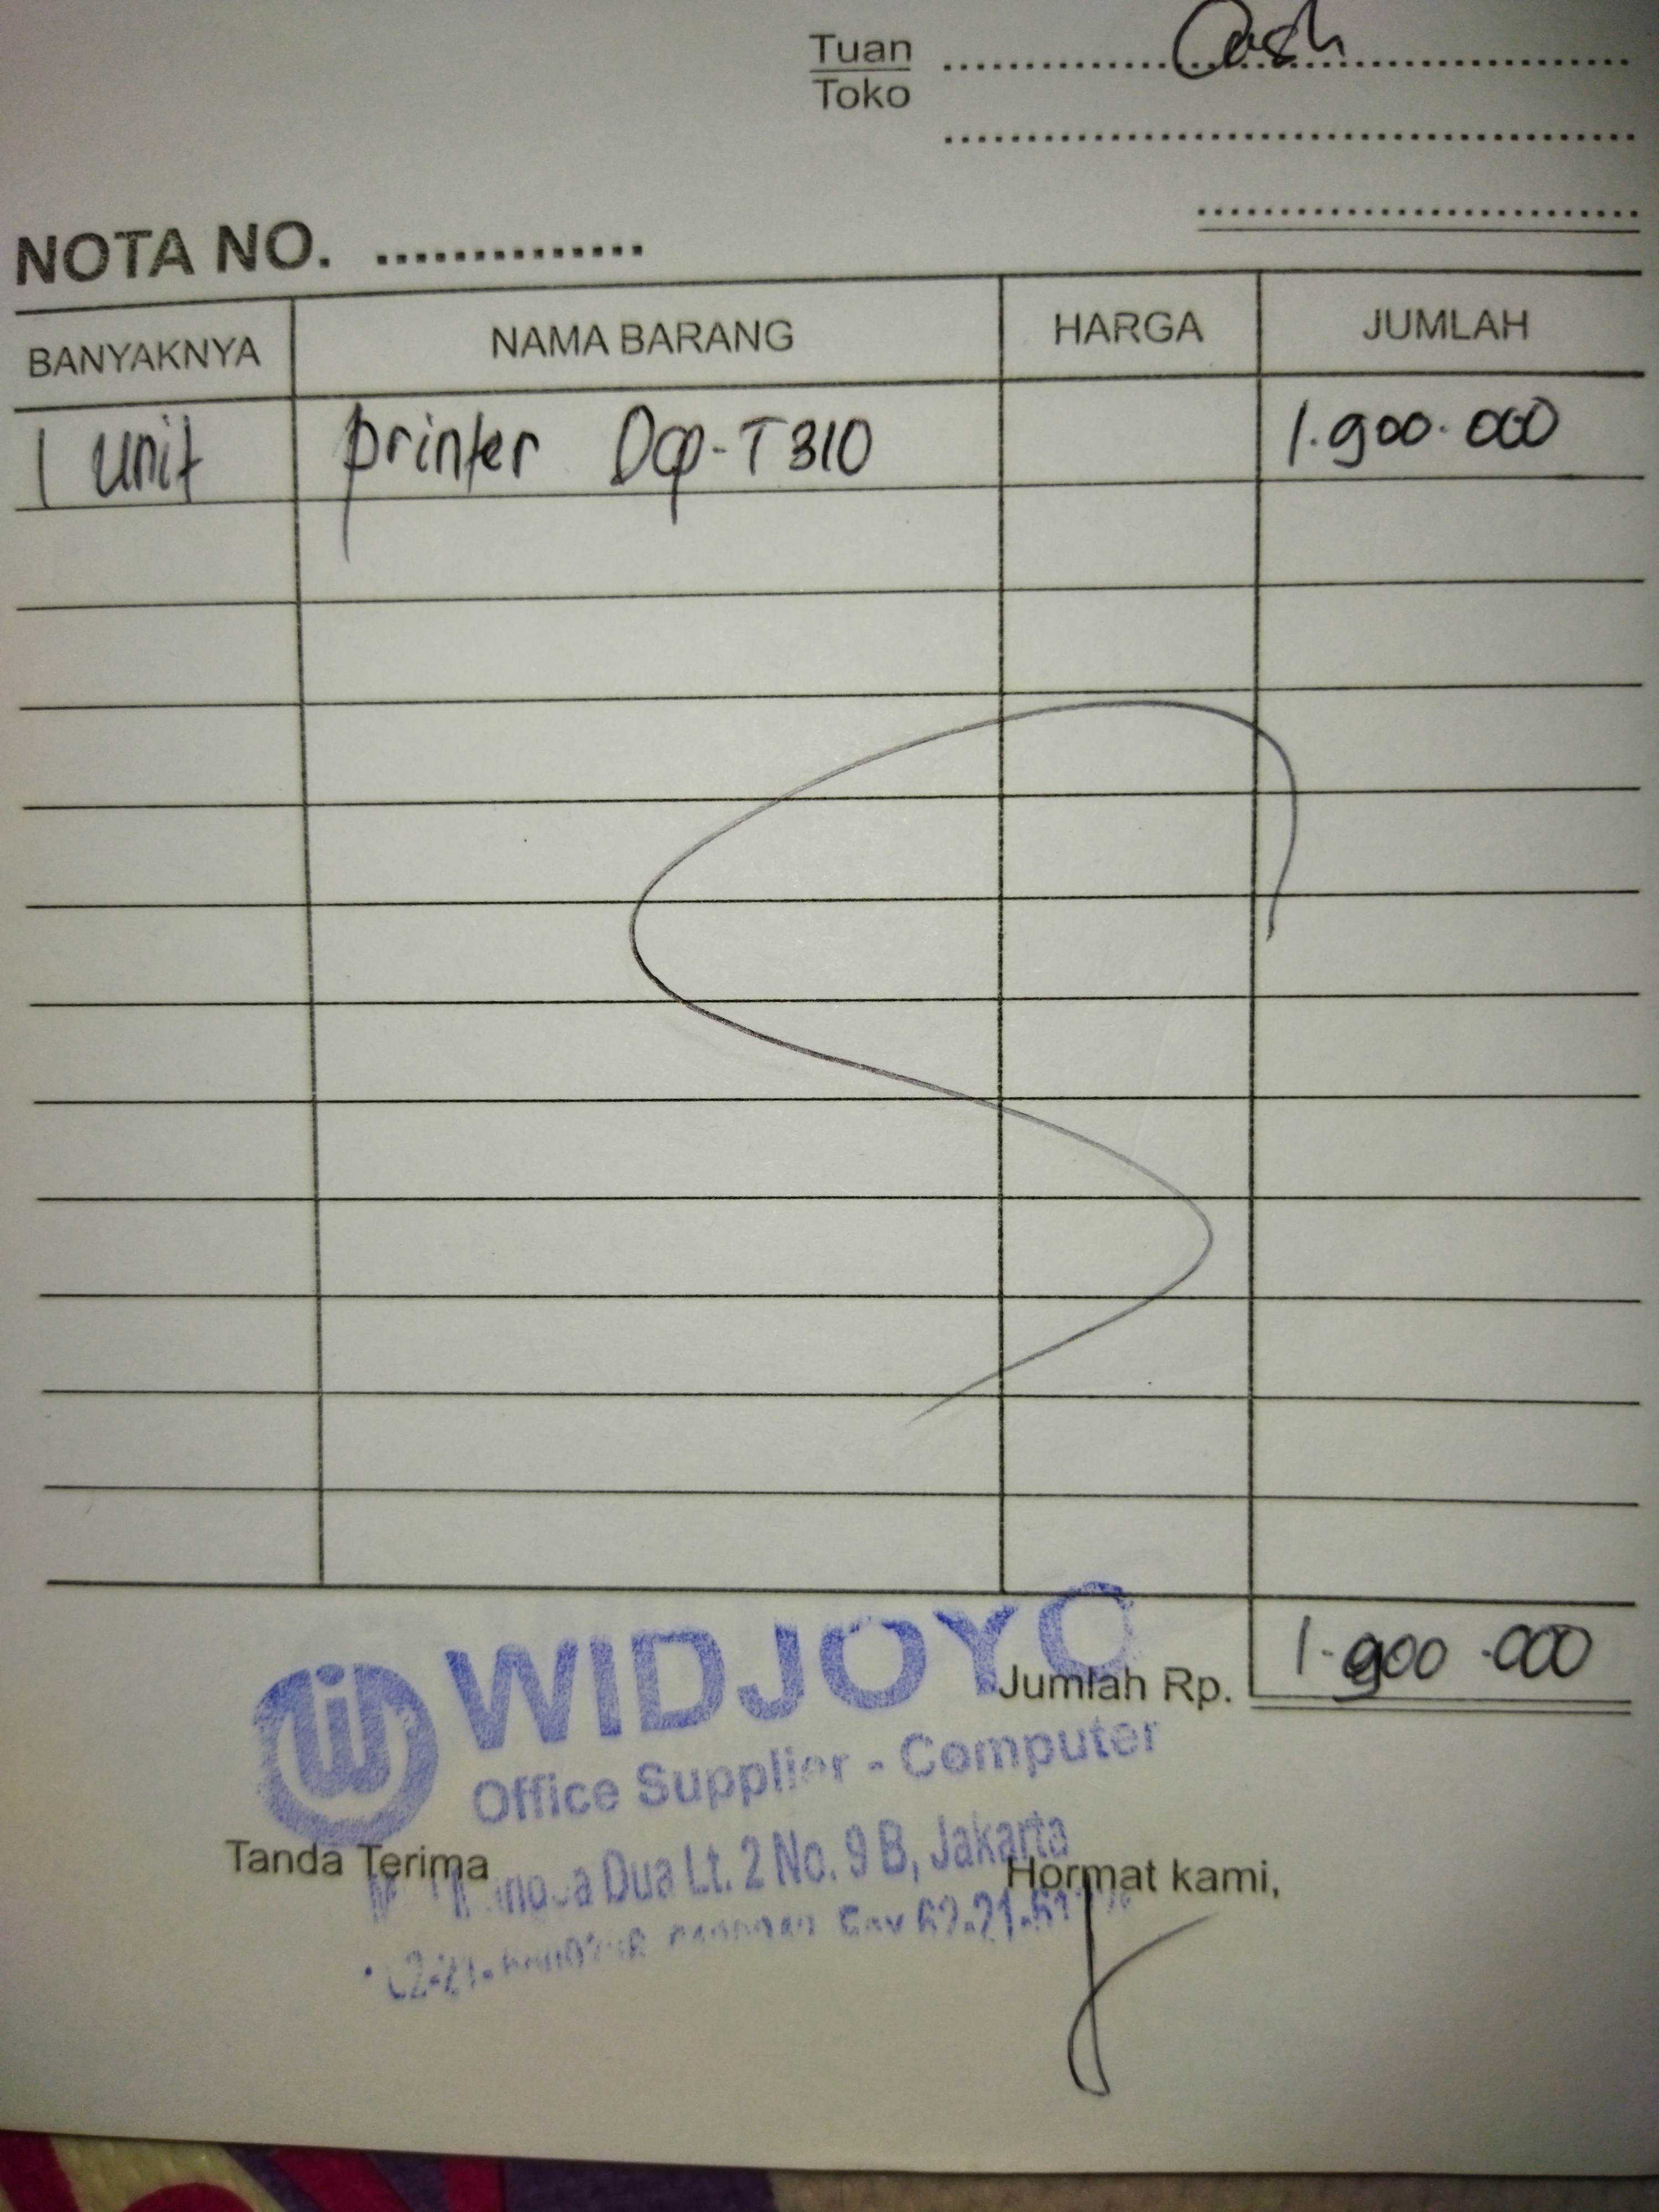 Tuan Cash
Toko
NOTA NO. ..............
BANYAKNYA NAMA BARANG HARGA JUMLAH
1 unit printer Dcp-T310 1.900.000
WIDJOYO
Jumlah Rp. 1.900.000
Office Supplier - Computer
Tanda Terima
Dua Lt. 2 No. 9 B, Jakarta
Hormat kami,